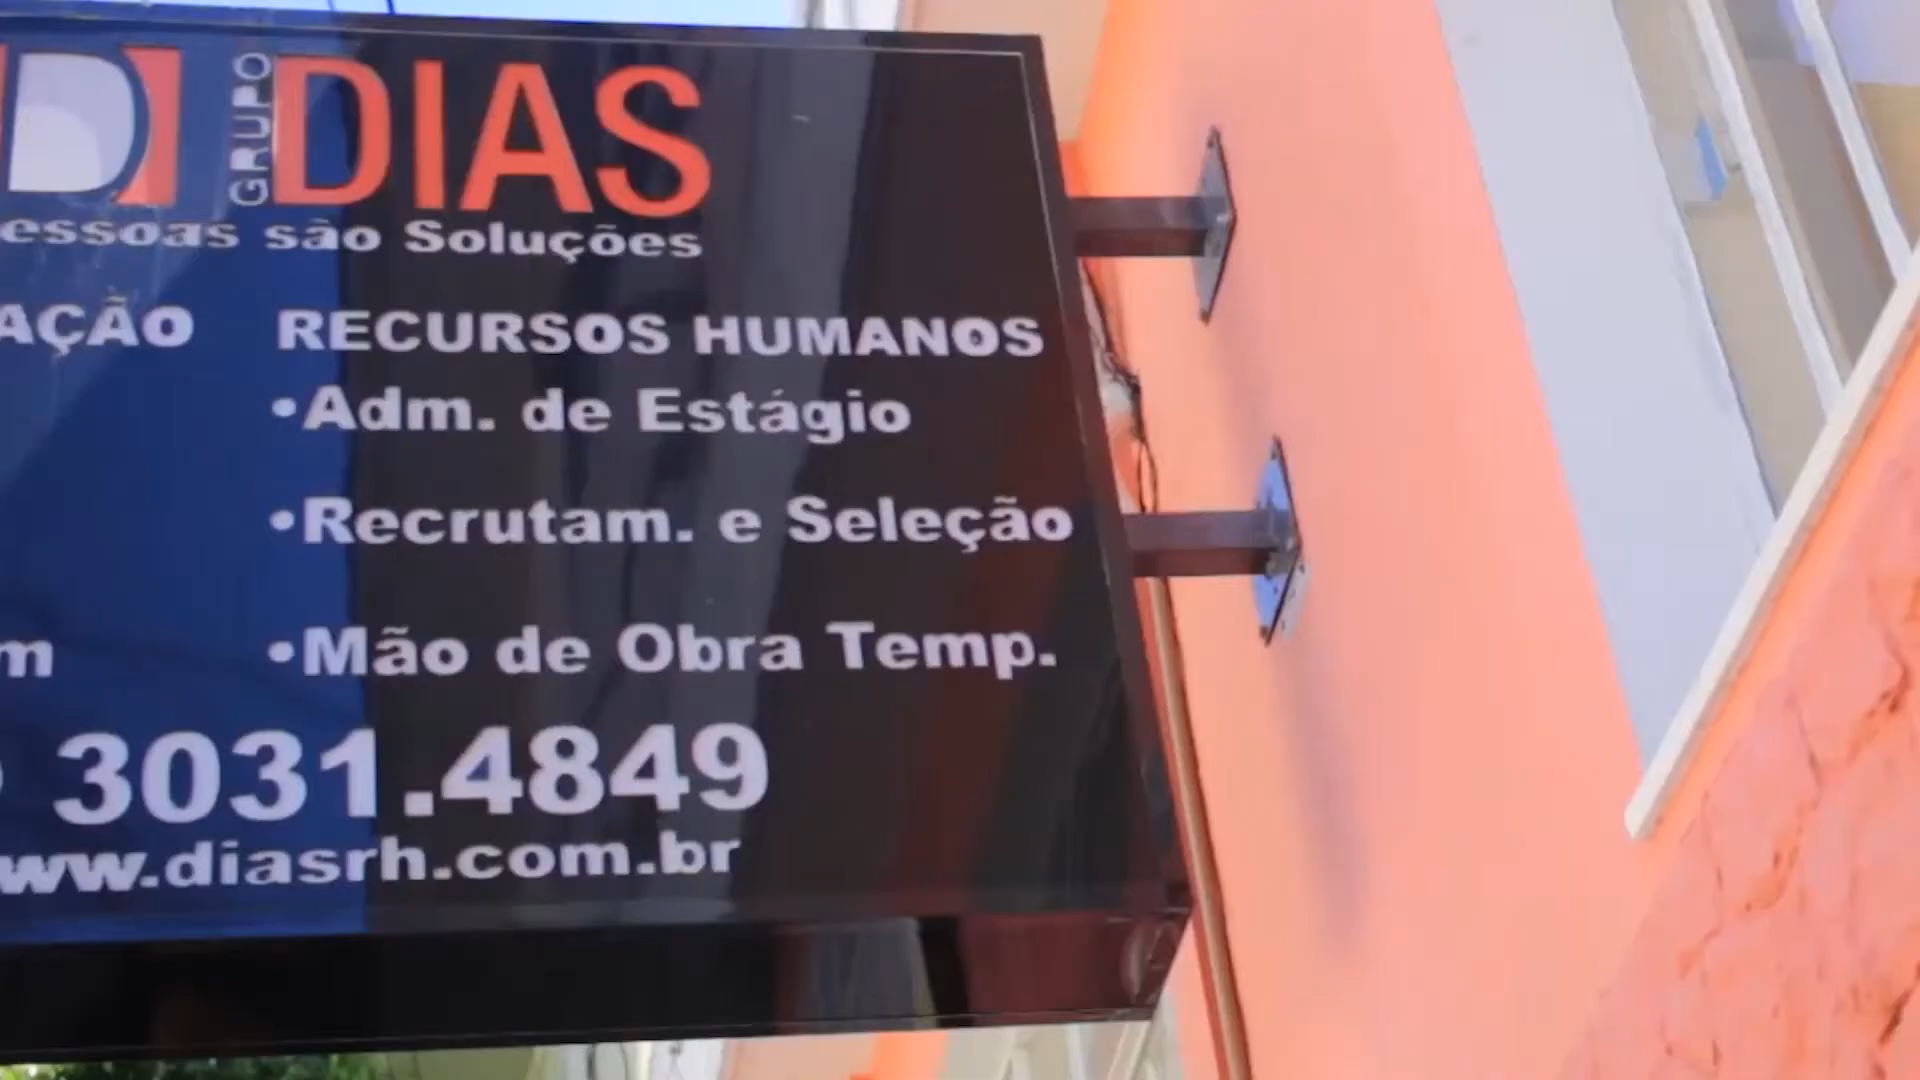 D GRUPO DIAS
essoas são Soluções
AÇÃO RECURSOS HUMANOS
•Adm. de Estágio
•Recrutam. e Seleção
m •Mão de Obra Temp.
3031.4849
ww.diasrh.com.br